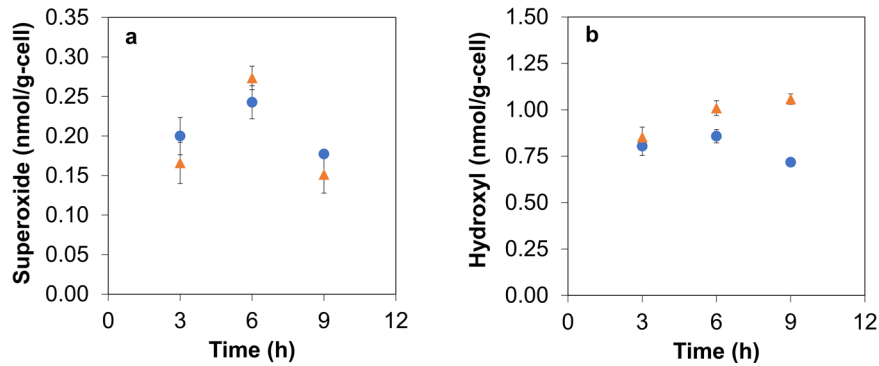 a
Superoxide (nmol/g-cell)
0.35
0.30
0.25
0.20
0.15
0.10
0.05
0.00
0 3 6 9 12
Time (h)
b
Hydroxyl (nmol/g-cell)
1.50
1.25
1.00
0.75
0.50
0.25
0.00
0 3 6 9 12
Time (h)